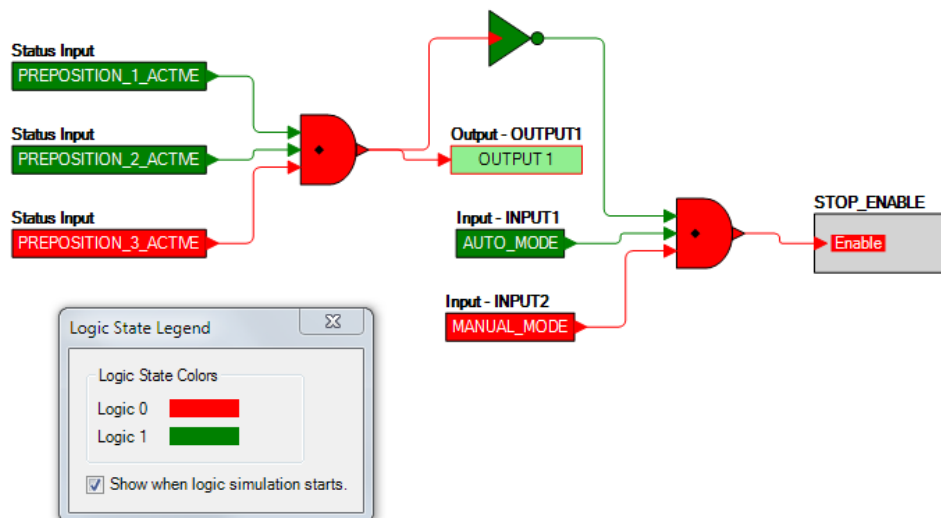 Status Input
PREPOSITION_1_ACTIVE
Status Input
PREPOSITION_2_ACTIVE
Status Input
PREPOSITION_3_ACTIVE
Output - OUTPUT1
OUTPUT 1
Input - INPUT1
AUTO_MODE
Input - INPUT2
MANUAL_MODE
STOP_ENABLE
Enable
Logic State Legend
Logic State Colors
Logic 0
Logic 1
Show when logic simulation starts.